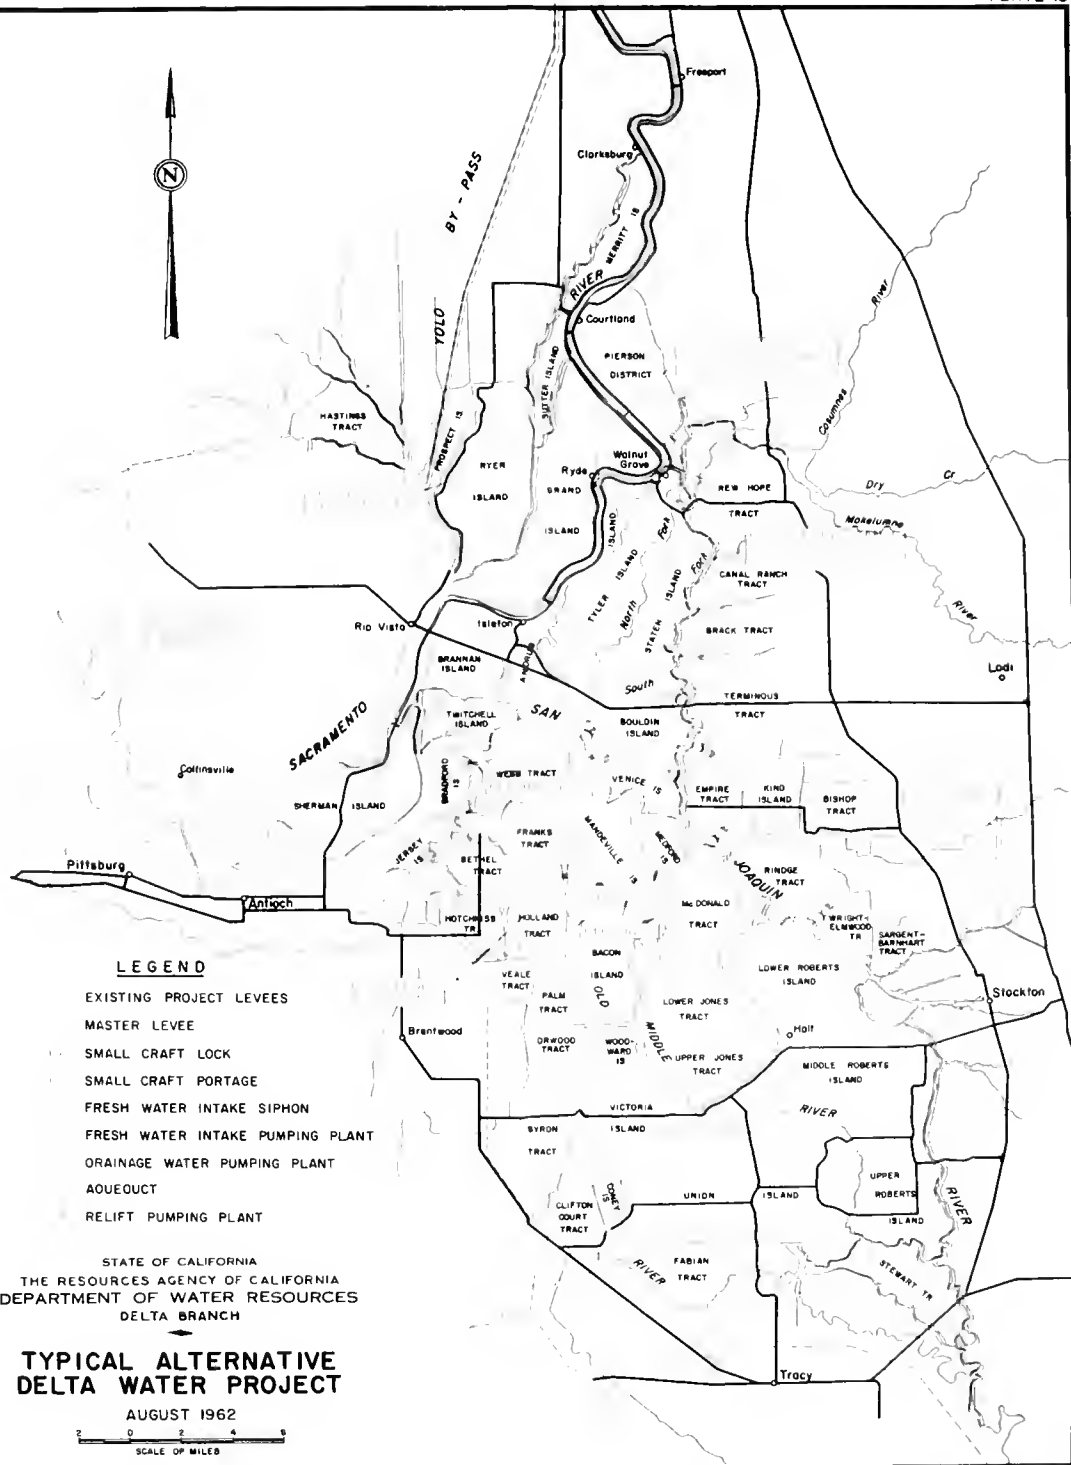 Freeport
Clarksburg
MERRITT IS
RIVER
BY - PASS
YOLO
Courtland
PIERSON
DISTRICT
SUTTER ISLAND
River
Cosumnes
HASTINGS
TRACT
PROSPECT IS
RYER
ISLAND
Ryde
Walnut
Grove
GRAND
ISLAND
NEW HOPE
TRACT
Dry
Cr
Mokelumne
River
TYLER ISLAND
ISLAND
North
Fork
STATEN ISLAND
Fork
South
CANAL RANCH
TRACT
BRACK TRACT
Lodi
Rio Vista
Isleton
ANDRUS
BRANNAN
ISLAND
TERMINOUS
TRACT
TWITCHELL
ISLAND
SAN
BOULDIN
ISLAND
SACRAMENTO
Collinsville
SHERMAN ISLAND
BRADFORD
IS
WEBB TRACT
VENICE IS
EMPIRE
TRACT
KING
ISLAND
BISHOP
TRACT
JERSEY
IS
BETHEL
TRACT
FRANKS
TRACT
MANDEVILLE IS
MEDFORD
IS
JOAQUIN
RINDGE
TRACT
Pittsburg
Antioch
HOTCHKISS
TR
HOLLAND
TRACT
McDONALD
TRACT
WRIGHT-
ELMWOOD
TR
SARGENT-
BARNHART
TRACT
BACON
ISLAND
VEALE
TRACT
PALM
TRACT
OLD
LOWER ROBERTS
ISLAND
LOWER JONES
TRACT
Stockton
Brentwood
ORWOOD
TRACT
WOOD-
WARD
IS
MIDDLE
UPPER JONES
TRACT
Holt
MIDDLE ROBERTS
ISLAND
VICTORIA
ISLAND
RIVER
BYRON
TRACT
UPPER
ROBERTS
ISLAND
RIVER
CONEY
IS
UNION
ISLAND
CLIFTON
COURT
TRACT
RIVER
FABIAN
TRACT
STEWART TR
Tracy
N
LEGEND
EXISTING PROJECT LEVEES
MASTER LEVEE
SMALL CRAFT LOCK
SMALL CRAFT PORTAGE
FRESH WATER INTAKE SIPHON
FRESH WATER INTAKE PUMPING PLANT
DRAINAGE WATER PUMPING PLANT
AQUEDUCT
RELIFT PUMPING PLANT
STATE OF CALIFORNIA
THE RESOURCES AGENCY OF CALIFORNIA
DEPARTMENT OF WATER RESOURCES
DELTA BRANCH
TYPICAL ALTERNATIVE
DELTA WATER PROJECT
AUGUST 1962
2 0 2 4 6
SCALE OF MILES